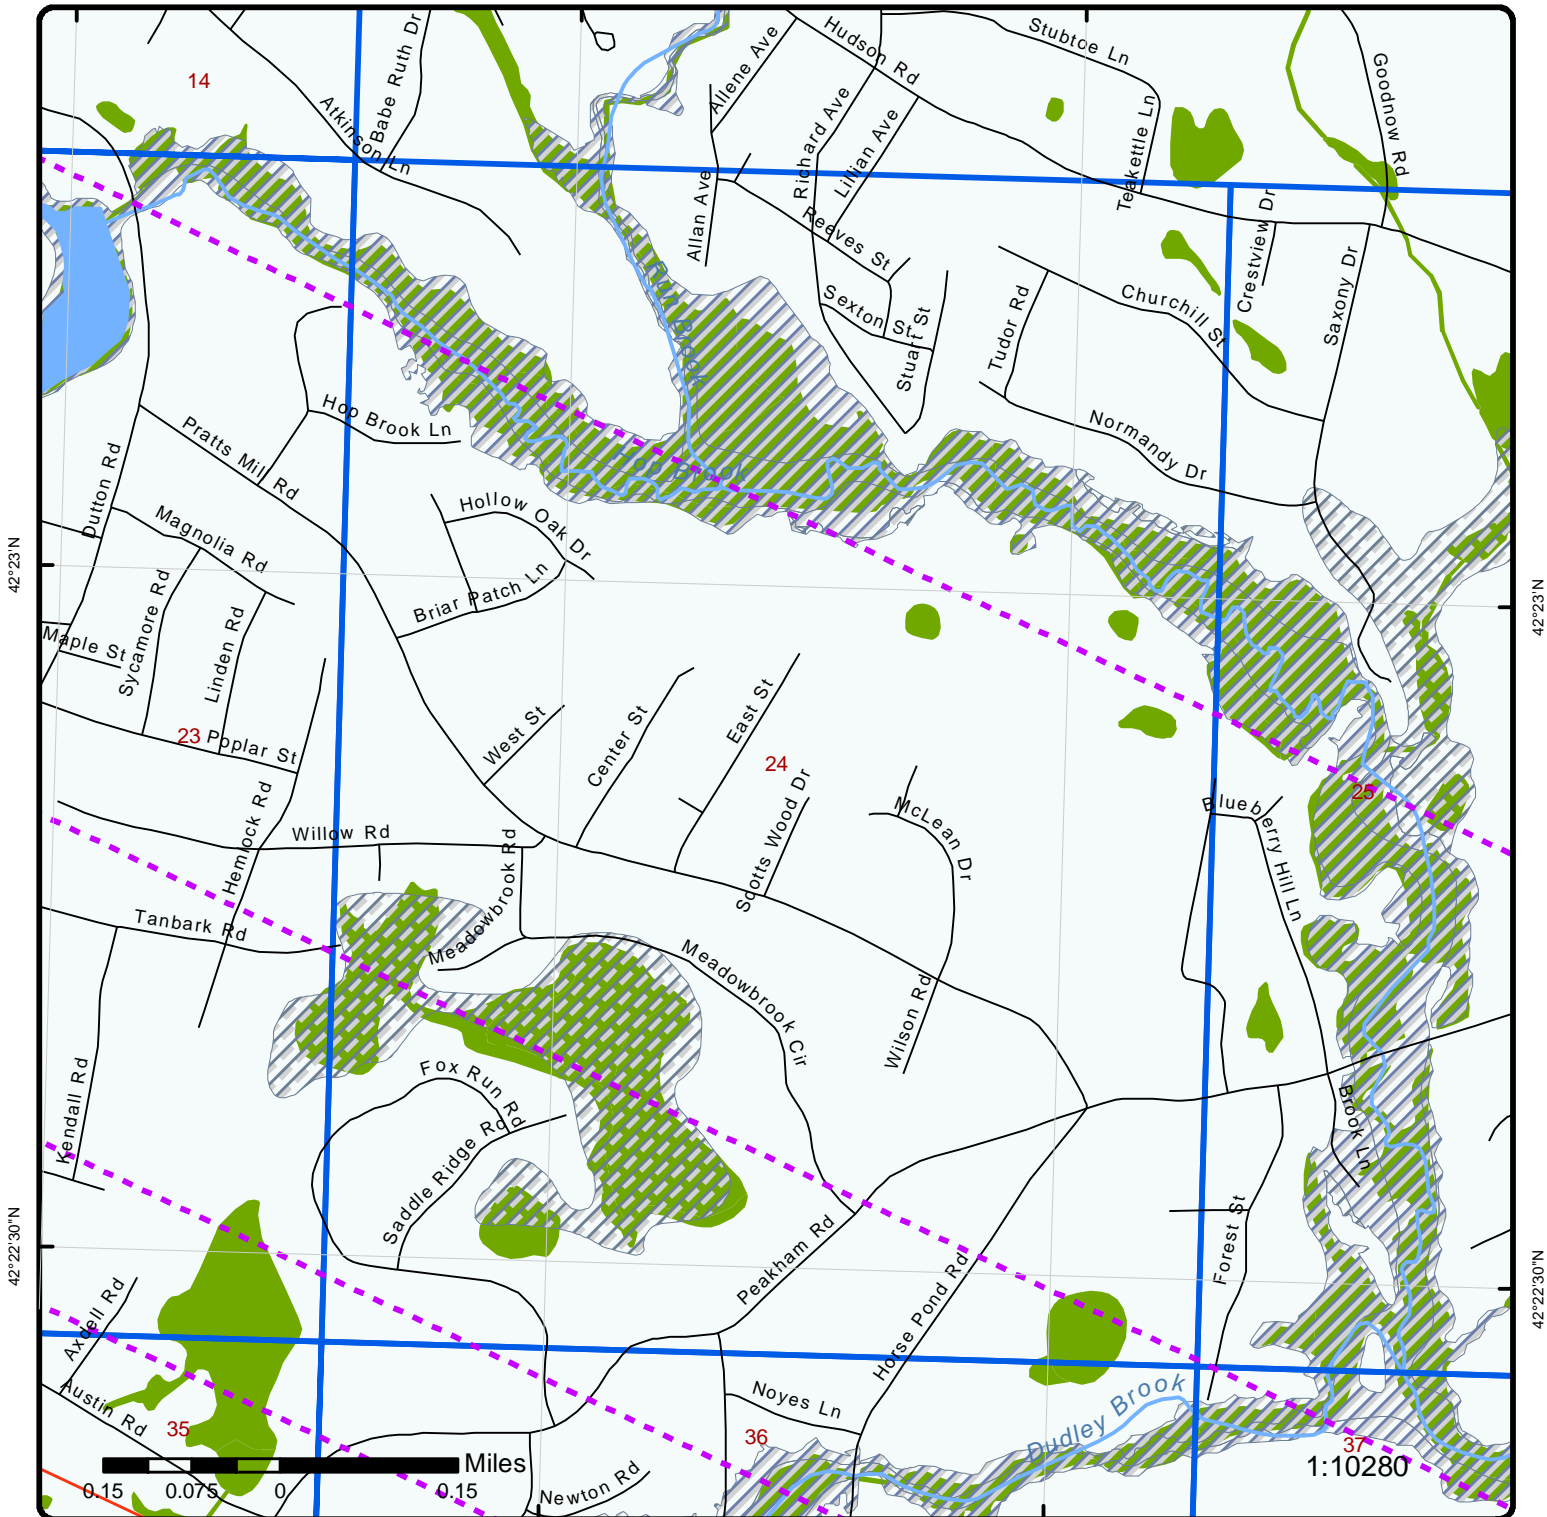 Babe Ruth Dr
Atkinson Ln
14
Allene Ave
Hudson Rd
Stubtoe Ln
Goodnow Rd
Richard Ave
Lillian Ave
Teakettle Ln
Allan Ave
Reeves St
Crestview Dr
Saxony Dr
Run Brook
Sexton St
Stuart St
Tudor Rd
Churchill St
Hop Brook Ln
Pratts Mill Rd
Dutton Rd
Normandy Dr
Hop Brook
Hollow Oak Dr
Magnolia Rd
Briar Patch Ln
42°23'N
42°23'N
Sycamore Rd
Linden Rd
Maple St
23
Poplar St
West St
Center St
East St
24
Scotts Wood Dr
McLean Dr
25
Blueberry Hill Ln
Hemlock Rd
Willow Rd
Meadowbrook Rd
Tanbark Rd
Meadowbrook Cir
Wilson Rd
Kendall Rd
Fox Run Rd
Saddle Ridge Rd
Brook Ln
Peakham Rd
Horse Pond Rd
Forest St
42°22'30"N
42°22'30"N
Axdell Rd
Austin Rd
35
Noyes Ln
36
Dudley Brook
37
Newton Rd
Miles
0.15 0.075 0 0.15
1:10280